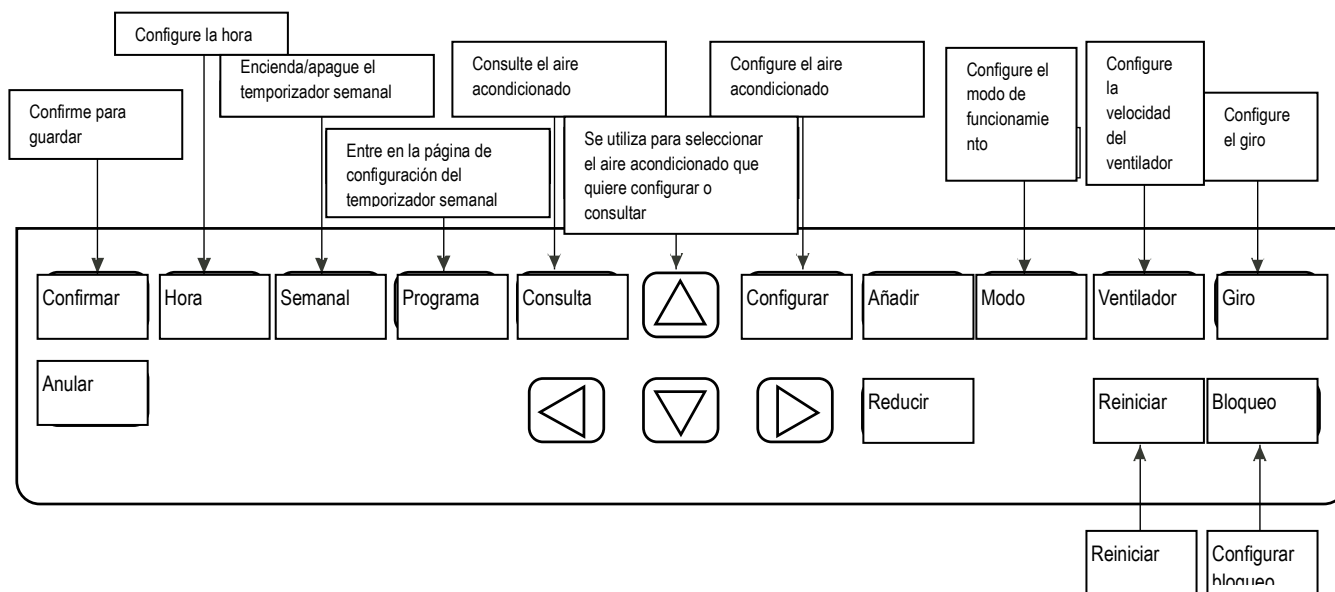 Configure la hora
Encienda/apague el
temporizador semanal
Consulte el aire
acondicionado
Configure el aire
acondicionado
Configure el
modo de
funcionamie
nto
Configure
la
velocidad
del
ventilador
Confirme para
guardar
Entre en la página de
configuración del
temporizador semanal
Se utiliza para seleccionar
el aire acondicionado que
quiere configurar o
consultar
Configure
el giro
Confirmar
Hora
Semanal
Programa
Consulta
Configurar
Añadir
Modo
Ventilador
Giro
Anular
Reducir
Reiniciar
Bloqueo
Reiniciar
Configurar
bloqueo